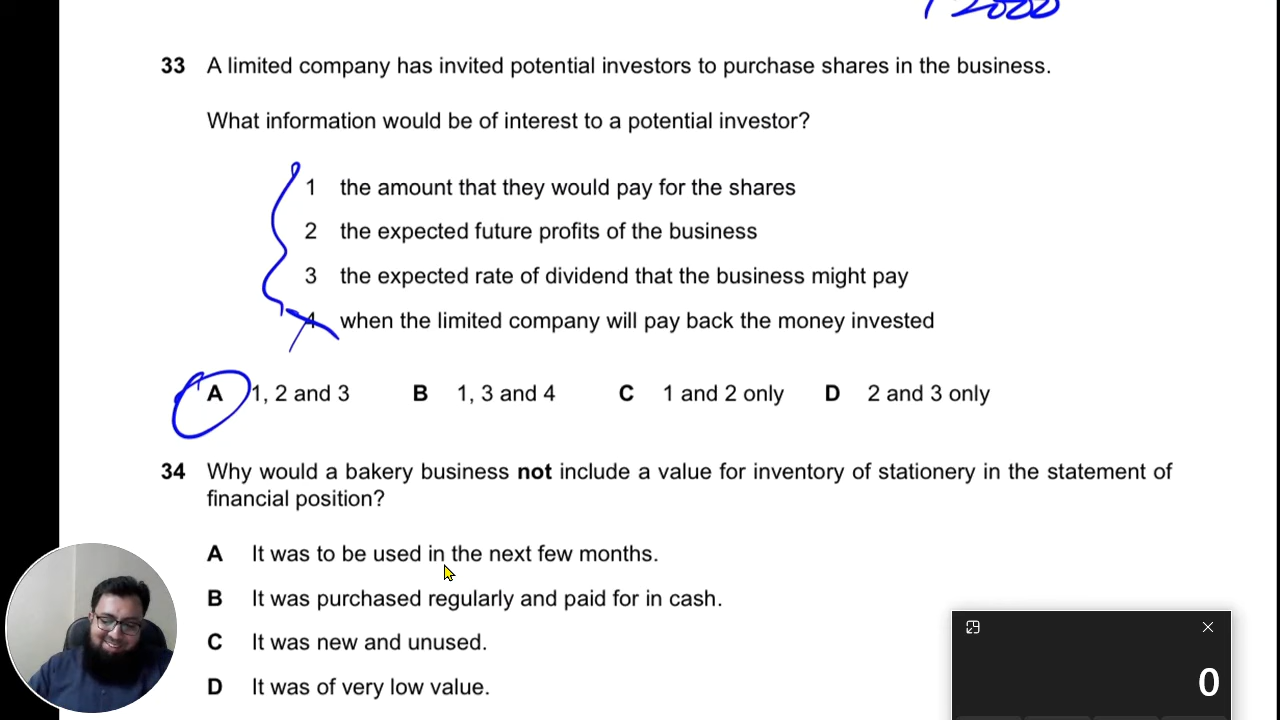 2000
33 A limited company has invited potential investors to purchase shares in the business.
What information would be of interest to a potential investor?
1 the amount that they would pay for the shares
2 the expected future profits of the business
3 the expected rate of dividend that the business might pay
4 when the limited company will pay back the money invested
A 1, 2 and 3 B 1, 3 and 4 C 1 and 2 only D 2 and 3 only
34 Why would a bakery business not include a value for inventory of stationery in the statement of
financial position?
A It was to be used in the next few months.
B It was purchased regularly and paid for in cash.
C It was new and unused.
D It was of very low value.
0